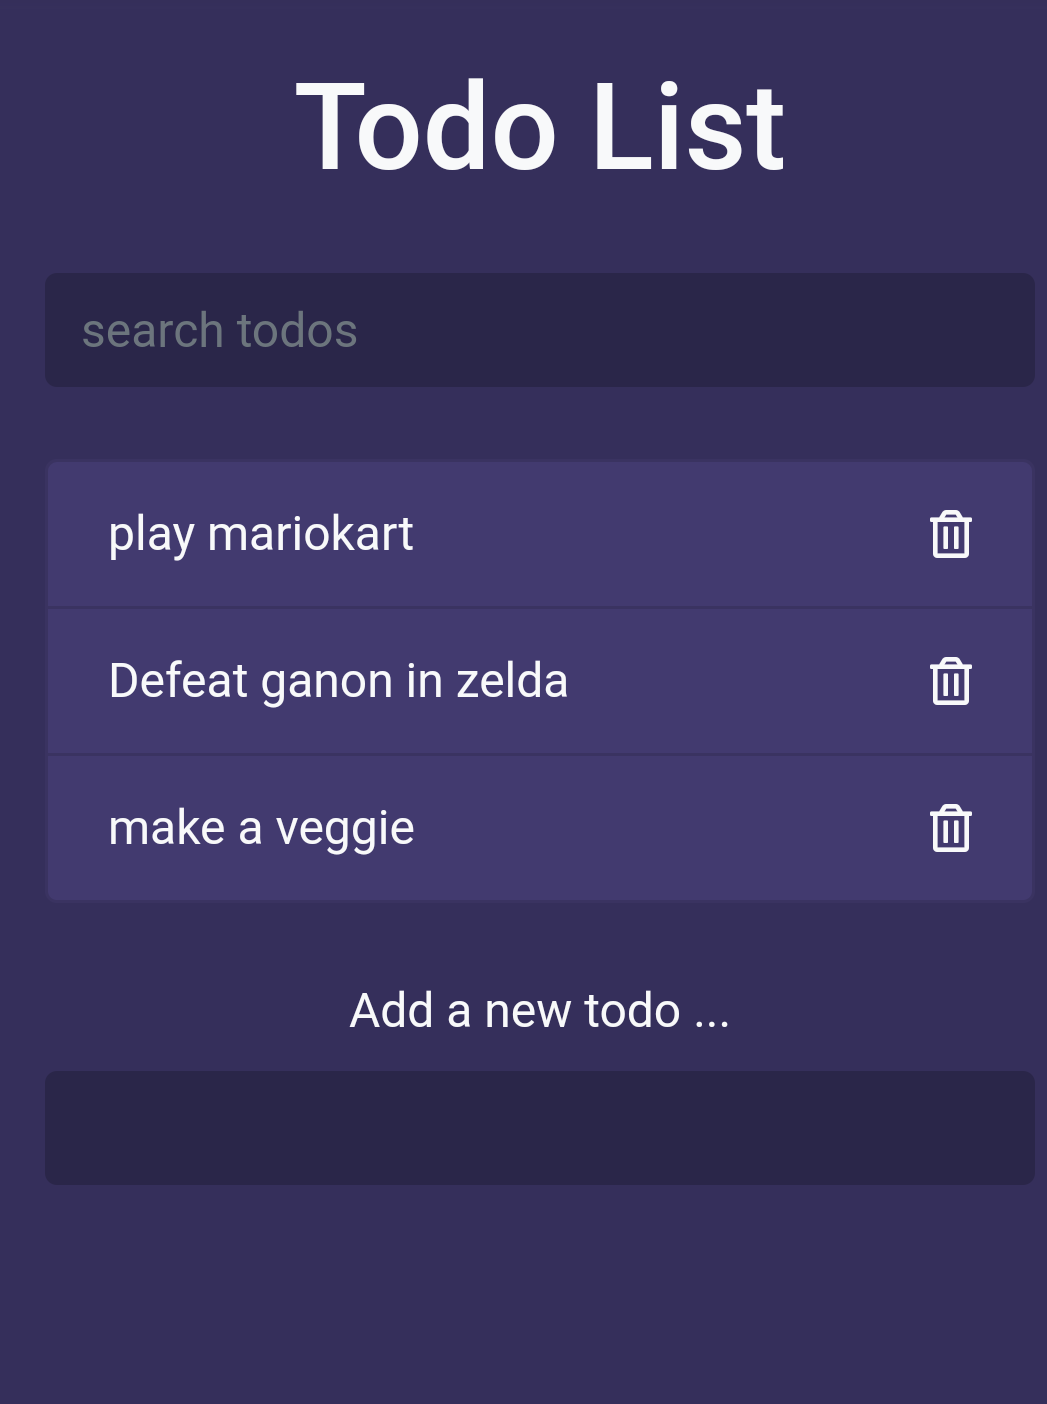 Todo List
search todos
play mariokart
Defeat ganon in zelda
make a veggie
Add a new todo ...